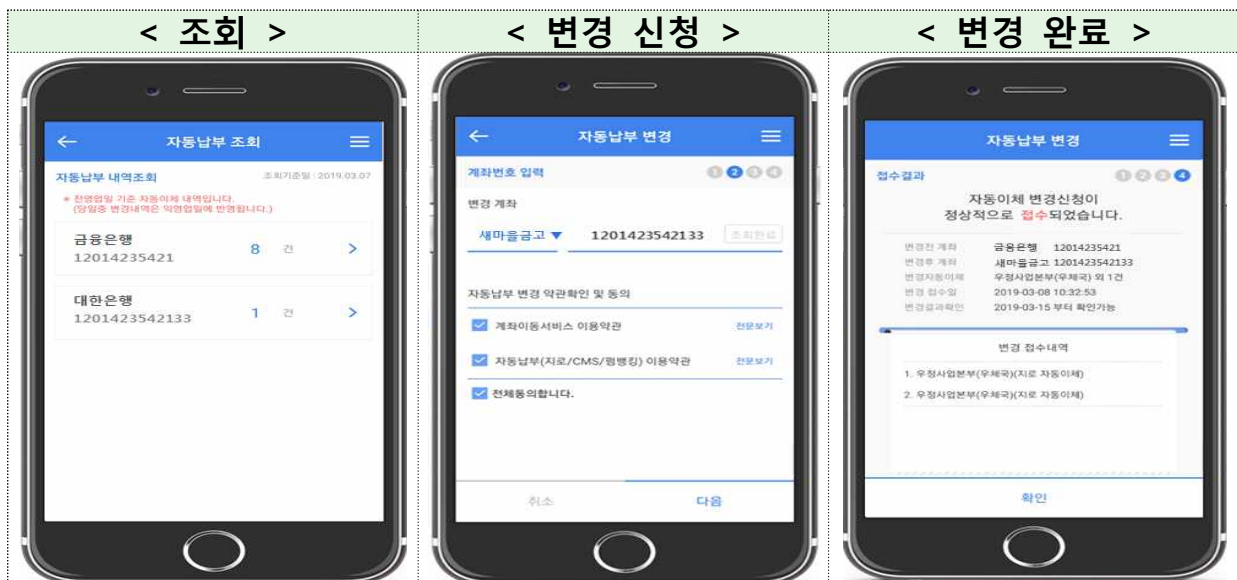 < 조회 >
< 변경 신청 >
< 변경 완료 >
자동납부 조회
자동납부 내역조회
조회기준일 : 2019.03.07
* 전영업일 기준 자동이체 내역입니다.
(당일중 변경내역은 익영업일에 반영됩니다.)
금융은행
12014235421
8 건 >
대한은행
1201423542133
1 건 >
자동납부 변경
계좌번호 입력
1 2 3 4
변경 계좌
새마을금고 ▼ 1201423542133 조회완료
자동납부 변경 약관확인 및 동의
계좌이동서비스 이용약관 전문보기
자동납부(지로/CMS/펌뱅킹) 이용약관 전문보기
전체동의합니다.
취소 다음
자동납부 변경
접수결과
1 2 3 4
자동이체 변경신청이
정상적으로 접수되었습니다.
변경전 계좌 금융은행 12014235421
변경후 계좌 새마을금고 1201423542133
변경자동이체 우정사업본부(우체국) 외 1건
변경 접수일 2019-03-08 10:32:53
변경결과확인 2019-03-15 부터 확인가능
변경 접수내역
1. 우정사업본부(우체국)(지로 자동이체)
2. 우정사업본부(우체국)(지로 자동이체)
확인